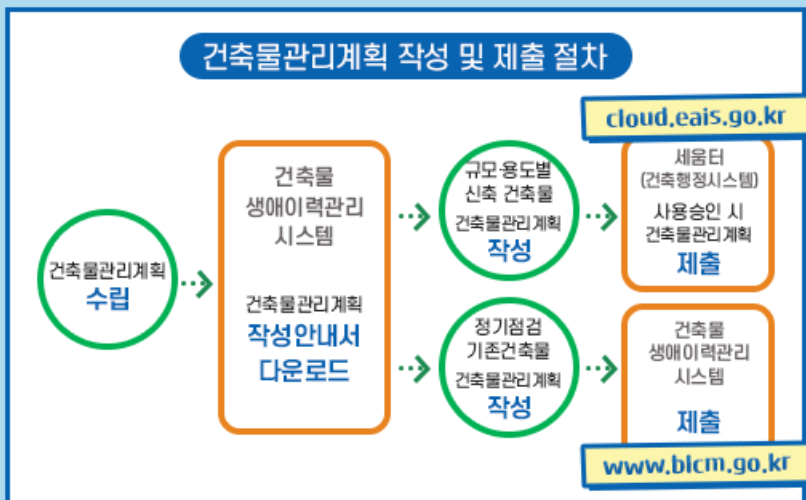 건축물관리계획 작성 및 제출 절차
건축물관리계획
수립
건축물
생애이력관리
시스템
건축물관리계획
작성안내서
다운로드
규모·용도별
신축 건축물
건축물관리계획
작성
cloud.eais.go.kr
세움터
(건축행정시스템)
사용승인 시
건축물관리계획
제출
정기점검
기존건축물
건축물관리계획
작성
건축물
생애이력관리
시스템
제출
www.blcm.go.kr